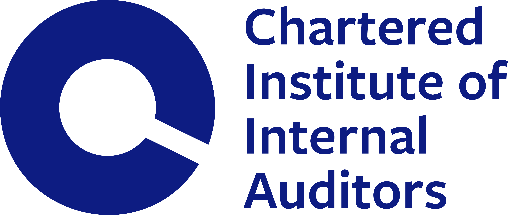 Chartered
Institute of
Internal
Auditors